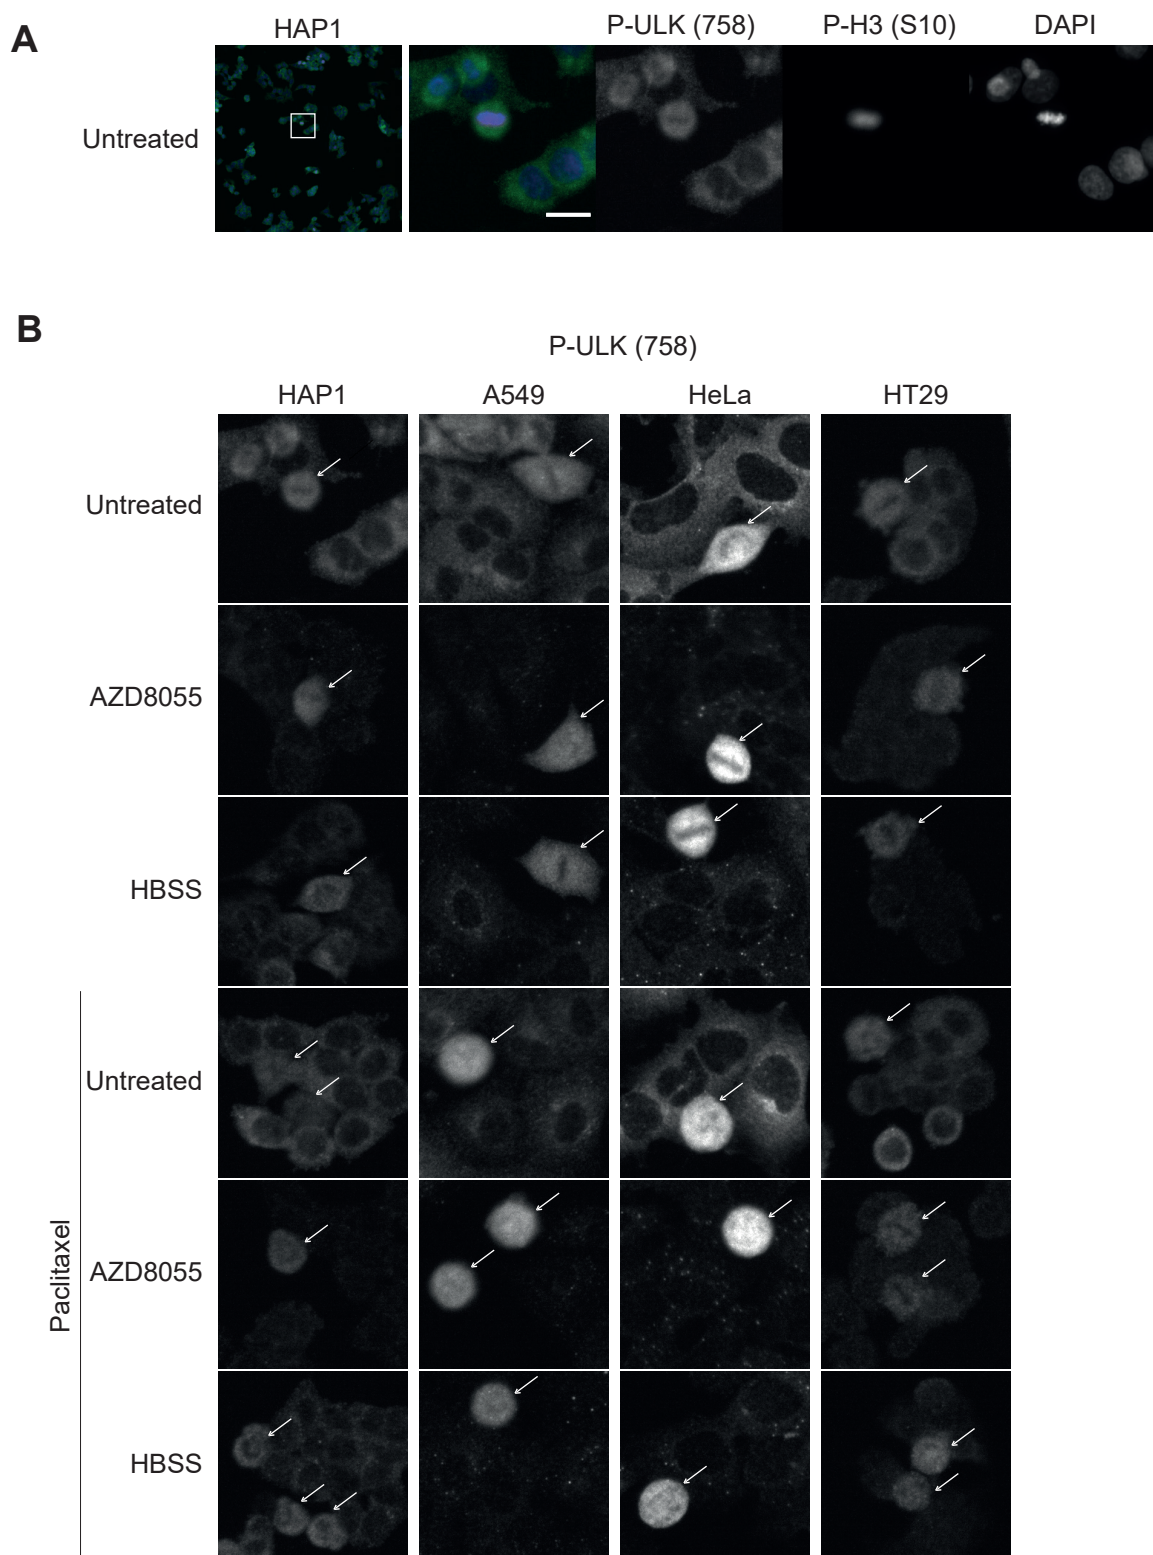 A
HAP1
P-ULK (758)
P-H3 (S10)
DAPI
Untreated
B
P-ULK (758)
HAP1
A549
HeLa
HT29
Untreated
AZD8055
HBSS
Paclitaxel
Untreated
AZD8055
HBSS